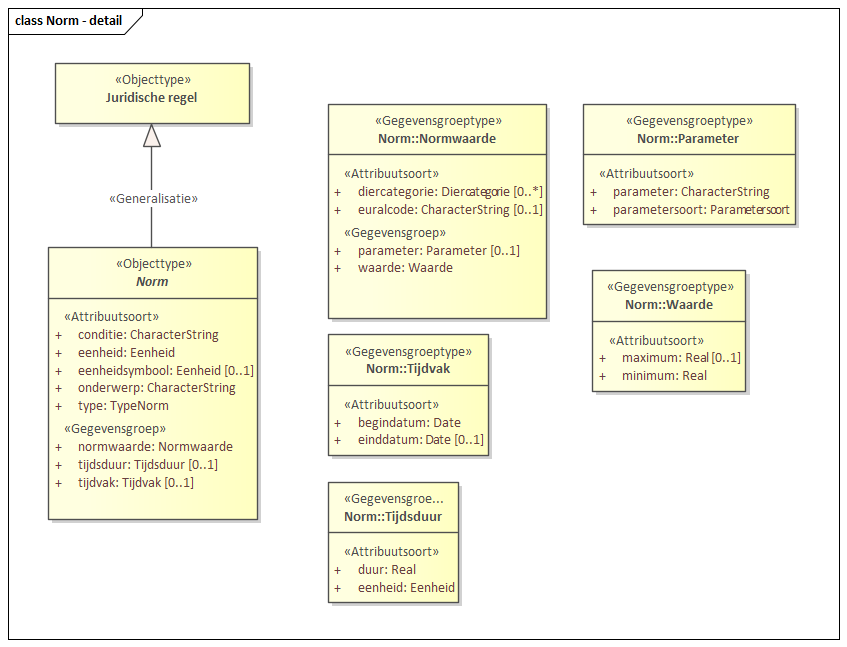 class Norm - detail
«Objecttype»
Juridische regel
«Generalisatie»
«Objecttype»
Norm
«Attribuutsoort»
+ conditie: CharacterString
+ eenheid: Eenheid
+ eenheidsymbool: Eenheid [0..1]
+ onderwerp: CharacterString
+ type: TypeNorm
«Gegevensgroep»
+ normwaarde: Normwaarde
+ tijdsduur: Tijdsduur [0..1]
+ tijdvak: Tijdvak [0..1]
«Gegevensgroeptype»
Norm::Normwaarde
«Attribuutsoort»
+ diercategorie: Diercategorie [0..*]
+ euralcode: CharacterString [0..1]
«Gegevensgroep»
+ parameter: Parameter [0..1]
+ waarde: Waarde
«Gegevensgroeptype»
Norm::Tijdvak
«Attribuutsoort»
+ begindatum: Date
+ einddatum: Date [0..1]
«Gegevensgroe...
Norm::Tijdsduur
«Attribuutsoort»
+ duur: Real
+ eenheid: Eenheid
«Gegevensgroeptype»
Norm::Parameter
«Attribuutsoort»
+ parameter: CharacterString
+ parametersoort: Parametersoort
«Gegevensgroeptype»
Norm::Waarde
«Attribuutsoort»
+ maximum: Real [0..1]
+ minimum: Real